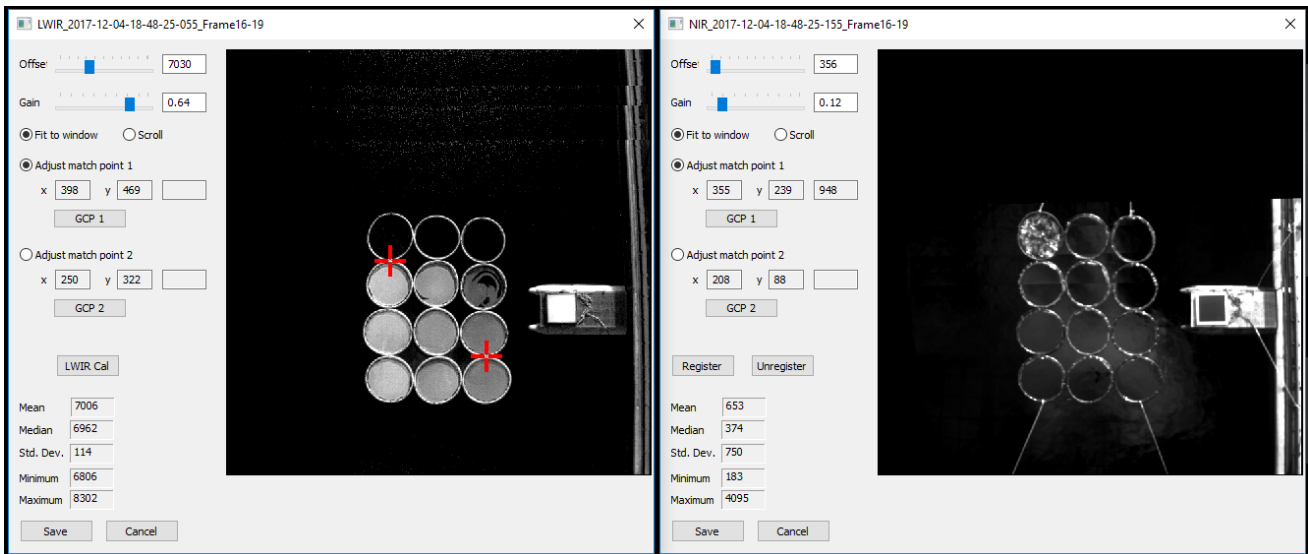 LWIR_2017-12-04-18-48-25-055_Frame16-19
Offse 7030
Gain 0.64
Fit to window Scroll
Adjust match point 1
x 398 y 469
GCP 1
Adjust match point 2
x 250 y 322
GCP 2
LWIR Cal
Mean 7006
Median 6962
Std. Dev. 114
Minimum 6806
Maximum 8302
Save Cancel
NIR_2017-12-04-18-48-25-155_Frame16-19
Offse 356
Gain 0.12
Fit to window Scroll
Adjust match point 1
x 355 y 239 948
GCP 1
Adjust match point 2
x 208 y 88
GCP 2
Register Unregister
Mean 653
Median 374
Std. Dev. 750
Minimum 183
Maximum 4095
Save Cancel